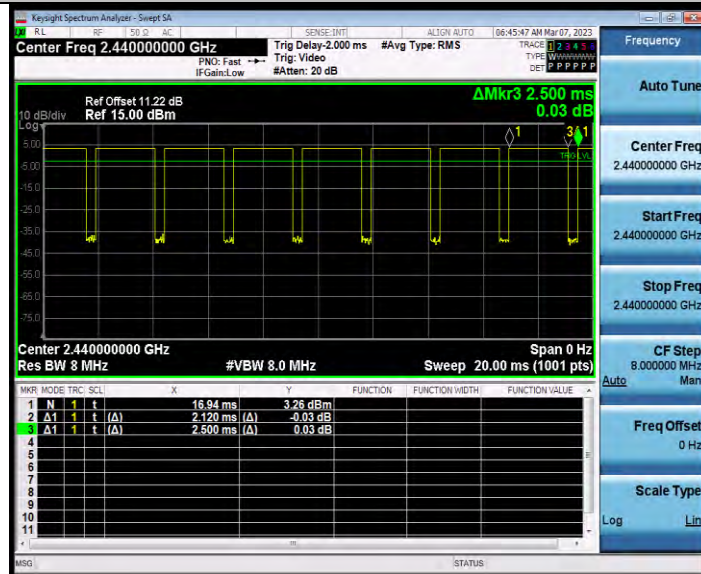 Keysight Spectrum Analyzer - Swept SA
LXI RL RF 50 Ω AC SENSE:INT ALIGN AUTO 06:45:47 AM Mar 07, 2023
Center Freq 2.440000000 GHz
PNO: Fast
IFGain:Low
Trig Delay-2.000 ms
Trig: Video
#Atten: 20 dB
#Avg Type: RMS
TRACE 1 2 3 4 5 6
TYPE WWWWWW
DET P P P P P P
Ref Offset 11.22 dB
10 dB/div Ref 15.00 dBm
Log
ΔMkr3 2.500 ms
0.03 dB
1
TRIG LVL
5.00
-5.00
-15.0
-25.0
-35.0
-45.0
-55.0
-65.0
-75.0
Center 2.440000000 GHz Span 0 Hz
Res BW 8 MHz #VBW 8.0 MHz Sweep 20.00 ms (1001 pts)
MKR MODE TRC SCL X Y FUNCTION FUNCTION WIDTH FUNCTION VALUE
1 N 1 t 16.94 ms 3.26 dBm
2 Δ1 1 t (Δ) 2.120 ms (Δ) -0.03 dB
3 Δ1 1 t (Δ) 2.500 ms (Δ) 0.03 dB
4
5
6
7
8
9
10
11
MSG STATUS
Frequency
Auto Tune
Center Freq
2.440000000 GHz
Start Freq
2.440000000 GHz
Stop Freq
2.440000000 GHz
CF Step
8.000000 MHz
Auto Man
Freq Offset
0 Hz
Scale Type
Log Lin